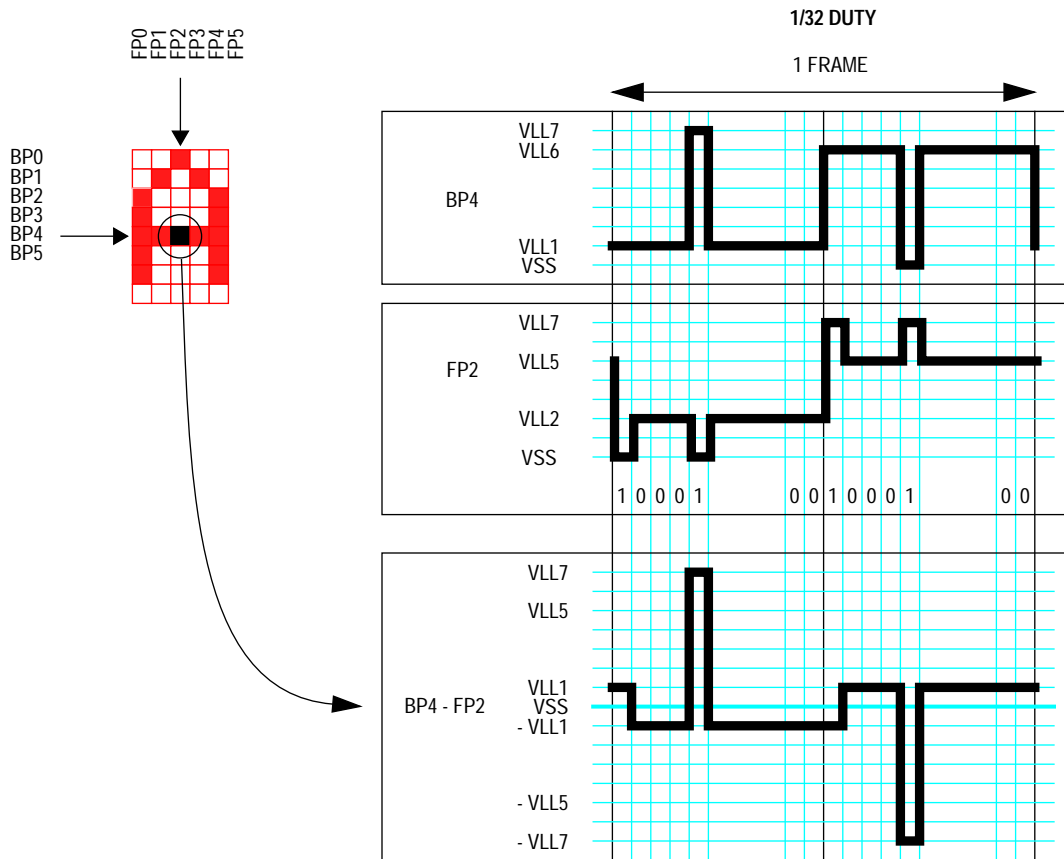 1/32 DUTY
1 FRAME
FP0
FP1
FP2
FP3
FP4
FP5
BP0
BP1
BP2
BP3
BP4
BP5
BP4
VLL7
VLL6
VLL1
VSS
FP2
VLL7
VLL5
VLL2
VSS
1 0 0 0 1 0 0 1 0 0 0 1 0 0
BP4 - FP2
VLL7
VLL5
VLL1
VSS
- VLL1
- VLL5
- VLL7